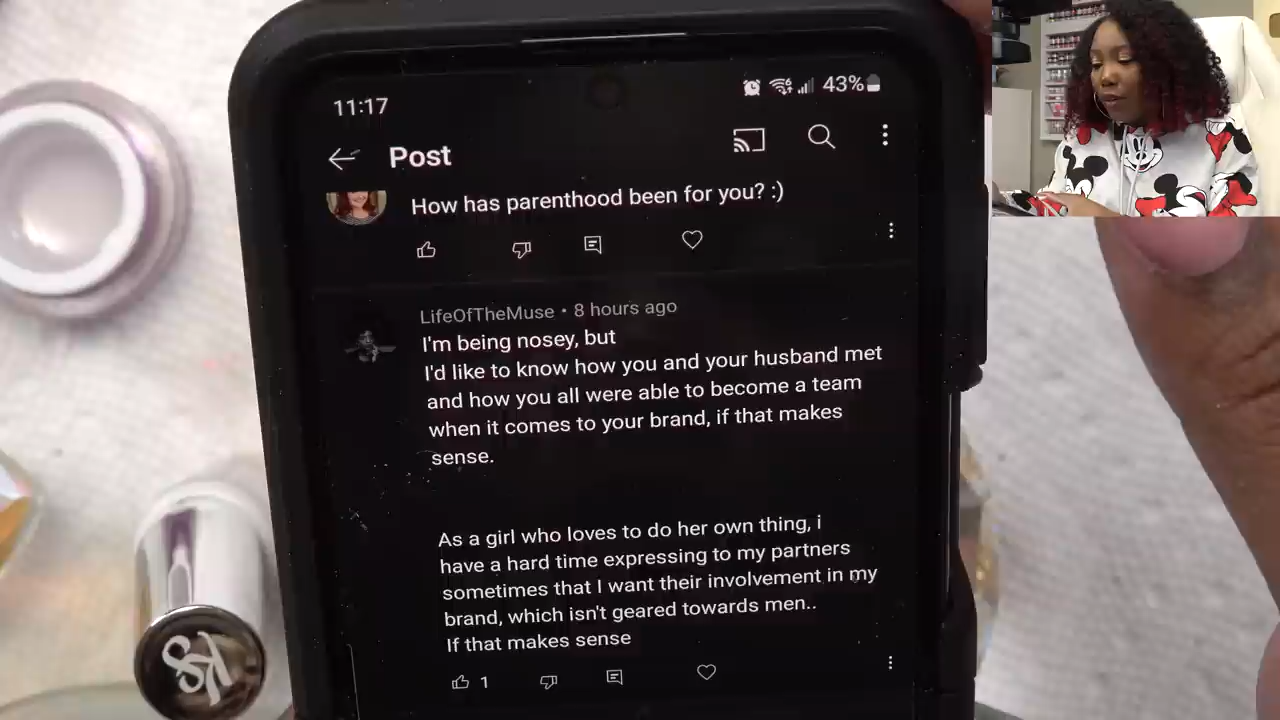 11:17
43%
Post
How has parenthood been for you? :)
LifeOfTheMuse • 8 hours ago
I'm being nosey, but
I'd like to know how you and your husband met
and how you all were able to become a team
when it comes to your brand, if that makes
sense.
As a girl who loves to do her own thing, i
have a hard time expressing to my partners
sometimes that I want their involvement in my
brand, which isn't geared towards men..
If that makes sense
1
KS